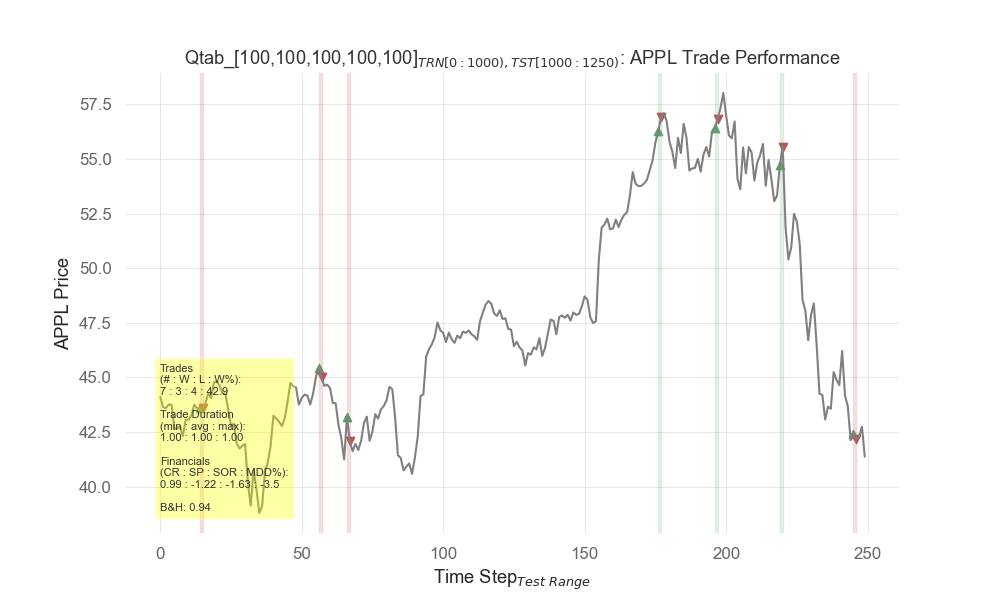 Qtab_[100,100,100,100,100]TRN[0 : 1000), TST[1000 : 1250): APPL Trade Performance
57.5
55.0
52.5
50.0
47.5
45.0
42.5
40.0
APPL Price
Trades
(# : W : L : W%):
7 : 3 : 4 : 42.9
Trade Duration
(min : avg : max):
1.00 : 1.00 : 1.00
Financials
(CR : SP : SOR : MDD%):
0.99 : -1.22 : -1.63 : -3.5
B&H: 0.94
0 50 100 150 200 250
Time StepTest Range